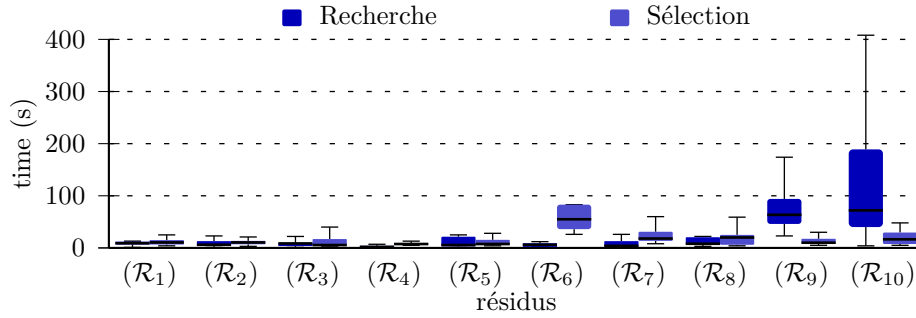 Recherche Sélection
400
300
200
100
0
time (s)
(ℛ₁) (ℛ₂) (ℛ₃) (ℛ₄) (ℛ₅) (ℛ₆) (ℛ₇) (ℛ₈) (ℛ₉) (ℛ₁₀)
résidus